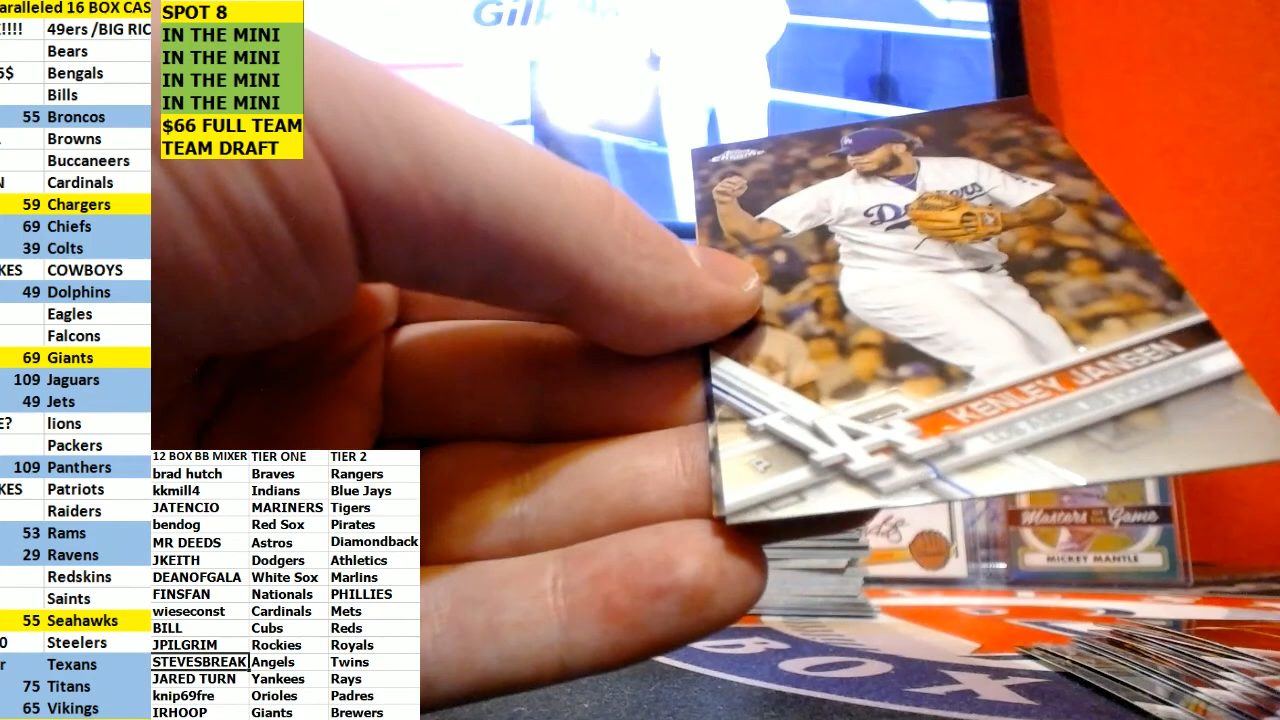 aralleled 16 BOX CAS
!!!! 49ers /BIG RIC
Bears
5$ Bengals
Bills
55 Broncos
Browns
Buccaneers
N Cardinals
59 Chargers
69 Chiefs
39 Colts
KES COWBOYS
49 Dolphins
Eagles
Falcons
69 Giants
109 Jaguars
49 Jets
E? lions
Packers
109 Panthers
KES Patriots
Raiders
53 Rams
29 Ravens
Redskins
Saints
55 Seahawks
0 Steelers
r Texans
75 Titans
65 Vikings
SPOT 8
IN THE MINI
IN THE MINI
IN THE MINI
IN THE MINI
$66 FULL TEAM
TEAM DRAFT
12 BOX BB MIXER TIER ONE TIER 2
brad hutch Braves Rangers
kkmill4 Indians Blue Jays
JATENCIO MARINERS Tigers
bendog Red Sox Pirates
MR DEEDS Astros Diamondback
JKEITH Dodgers Athletics
DEANOFGALA White Sox Marlins
FINSFAN Nationals PHILLIES
wieseconst Cardinals Mets
BILL Cubs Reds
JPILGRIM Rockies Royals
STEVESBREAK Angels Twins
JARED TURN Yankees Rays
knip69fre Orioles Padres
IRHOOP Giants Brewers
Dodgers
LA
KENLEY JANSEN
Masters OF THE Game
MICKEY MANTLE
BOX